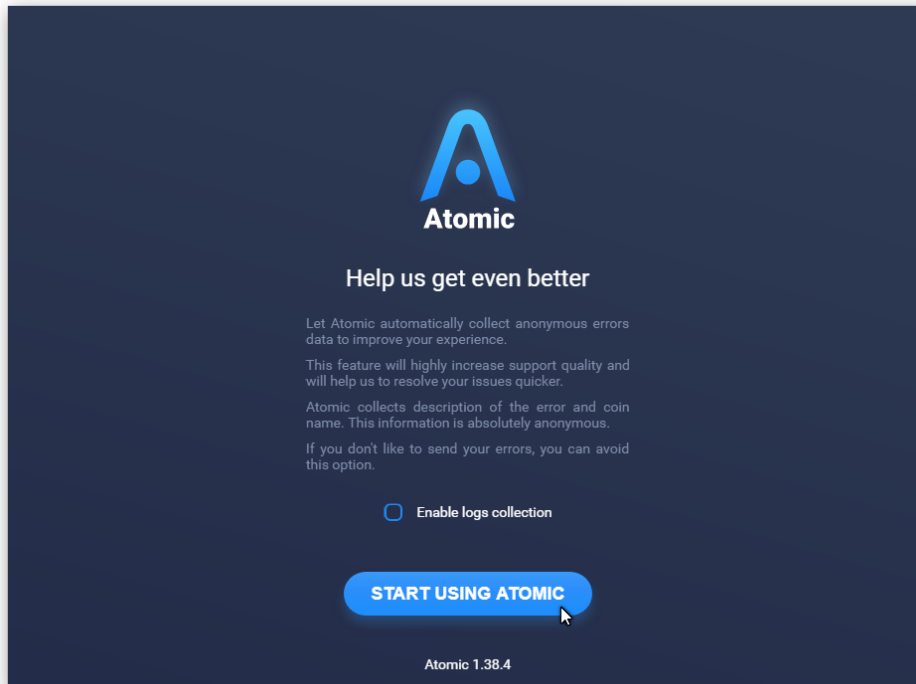 Atomic
Help us get even better
Let Atomic automatically collect anonymous errors
data to improve your experience.
This feature will highly increase support quality and
will help us to resolve your issues quicker.
Atomic collects description of the error and coin
name. This information is absolutely anonymous.
If you don't like to send your errors, you can avoid
this option.
Enable logs collection
START USING ATOMIC
Atomic 1.38.4